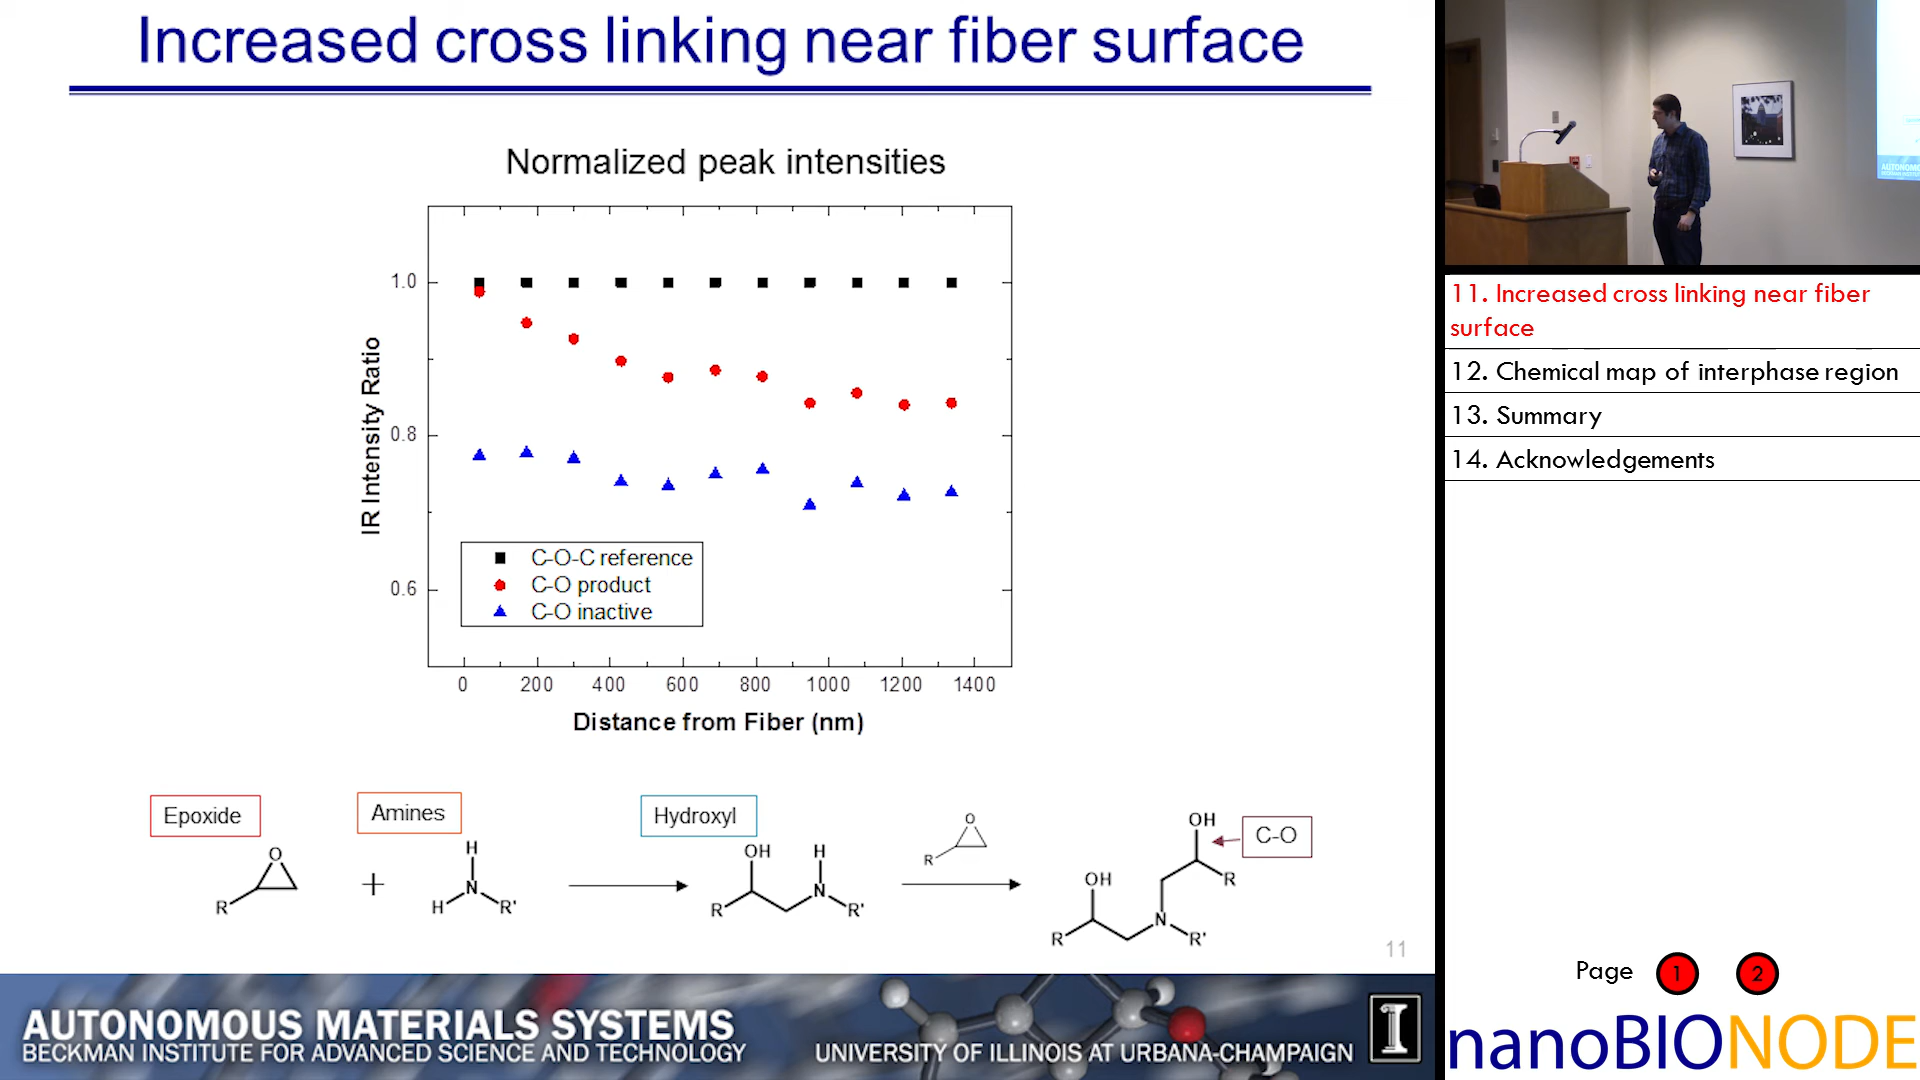 Increased cross linking near fiber surface
Normalized peak intensities
IR Intensity Ratio
1.0
0.8
0.6
C-O-C reference
C-O product
C-O inactive
0 200 400 600 800 1000 1200 1400
Distance from Fiber (nm)
Epoxide
Amines
Hydroxyl
C-O
O
R
+
H
H
N
R'
OH
H
R
N
R'
O
R
OH
OH
R
N
R
R'
11
AUTONOMOUS MATERIALS SYSTEMS
BECKMAN INSTITUTE FOR ADVANCED SCIENCE AND TECHNOLOGY
UNIVERSITY OF ILLINOIS AT URBANA-CHAMPAIGN
I
11. Increased cross linking near fiber
surface
12. Chemical map of interphase region
13. Summary
14. Acknowledgements
Page 1 2
nanoBIONODE